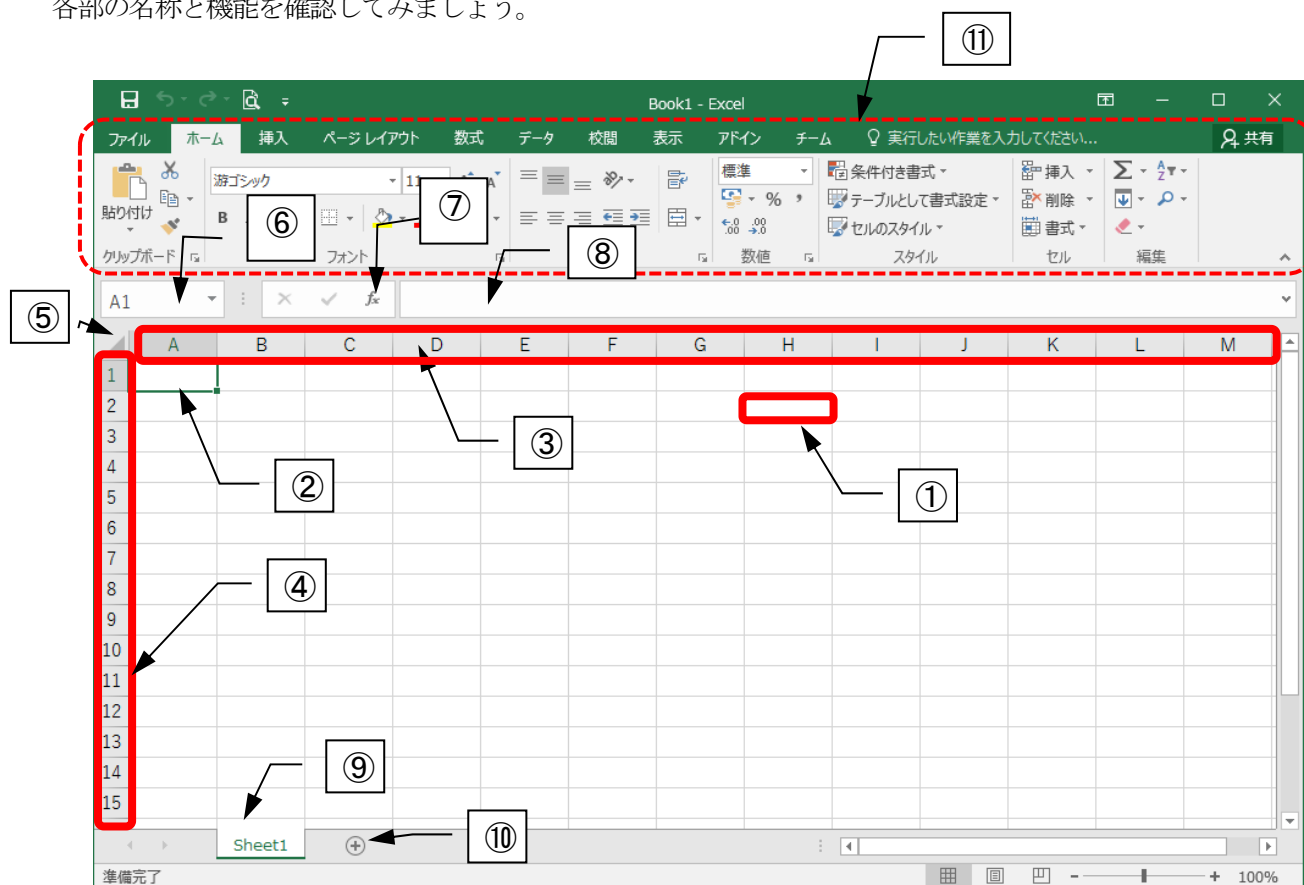 各部の名称と機能を確認してみましょう。
⑪
Book1 - Excel
ファイル ホーム 挿入 ページ レイアウト 数式 データ 校閲 表示 アドイン チーム 実行したい作業を入力してください... 共有
游ゴシック 11 標準 条件付き書式 挿入
貼り付け % テーブルとして書式設定 削除
B ⑥ ⑦ セルのスタイル 書式
クリップボード フォント ⑧ 数値 スタイル セル 編集
A1 fx
⑤
A B C D E F G H I J K L M
1
2
3 ③
4
5 ② ①
6
7
8 ④
9
10
11
12
13
14 ⑨
15
Sheet1 ⑩
準備完了 100%